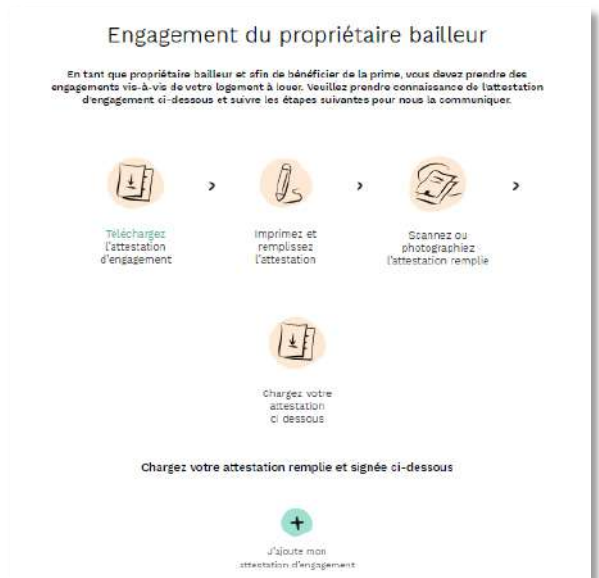 Engagement du propriétaire bailleur
En tant que propriétaire bailleur et afin de bénéficier de la prime, vous devez prendre des
engagements vis-à-vis de votre logement à louer. Veuillez prendre connaissance de l'attestation
d'engagement ci-dessous et suivre les étapes suivantes pour nous la communiquer.
Téléchargez
l'attestation
d'engagement
Imprimez et
remplissez
l'attestation
Scannez ou
photographiez
l'attestation remplie
Chargez votre
attestation
ci dessous
Chargez votre attestation remplie et signée ci-dessous
J'ajoute mon
attestation d'engagement